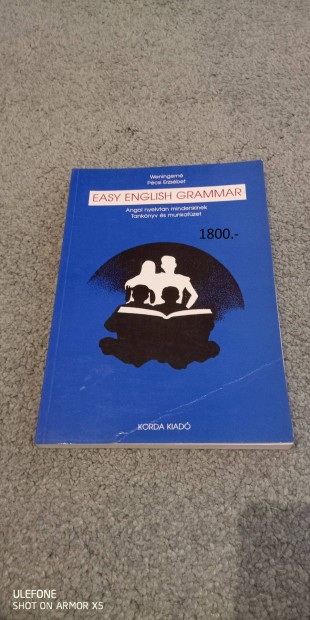 Weningerné
Pécsi Erzsébet
EASY ENGLISH GRAMMAR
Angol nyelvtan mindenkinek
Tankönyv és munkafüzet
1800,-
KORDA KIADÓ
ULEFONE
SHOT ON ARMOR X5